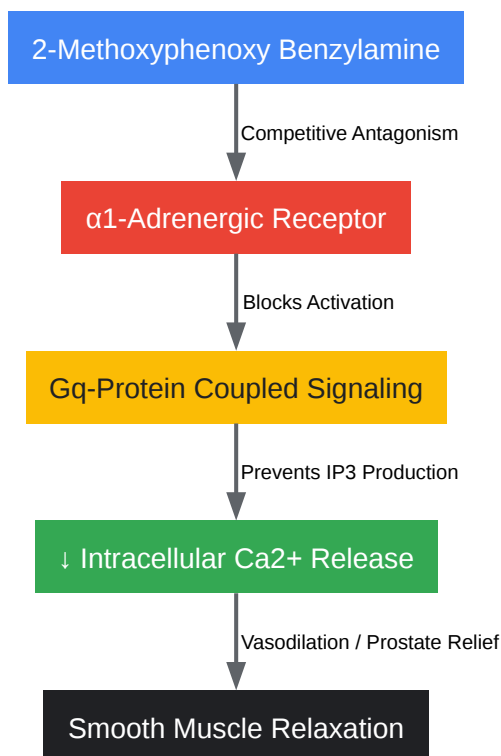 2-Methoxyphenoxy Benzylamine
Competitive Antagonism
α1-Adrenergic Receptor
Blocks Activation
Gq-Protein Coupled Signaling
Prevents IP3 Production
↓ Intracellular Ca2+ Release
Vasodilation / Prostate Relief
Smooth Muscle Relaxation